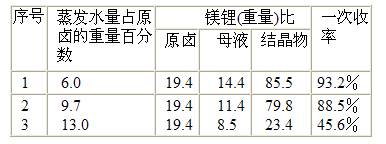 序号 蒸发水量占原卤的重量百分数 镁锂(重量)比 一次收率
原卤 母液 结晶物
1 6.0 19.4 14.4 85.5 93.2%
2 9.7 19.4 11.4 79.8 88.5%
3 13.0 19.4 8.5 23.4 45.6%